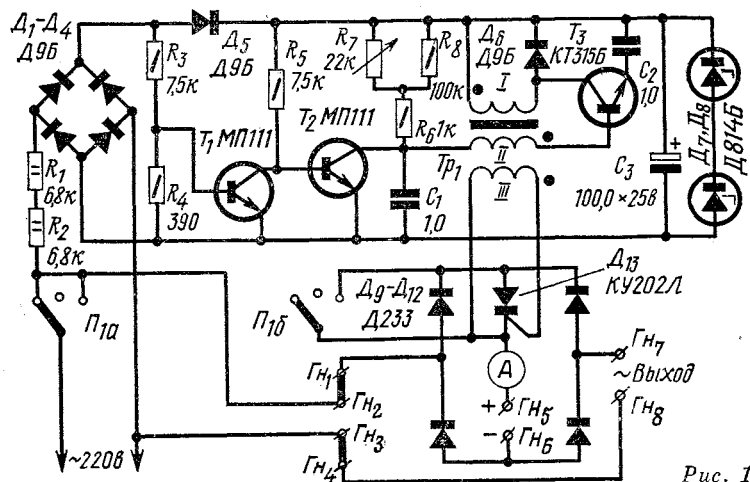 Д1-Д4
Д9Б
R3
7,5к
Д5
Д9Б
R5
7,5к
R7
22к
R8
100к
Д6
Д9Б
I
Т3
КТ315Б
C2
1,0
Д7, Д8
Д814Б
R1
6,8к
R2
6,8к
R4
390
Т1 МП111
Т2 МП111
R6 1к
C1
1,0
Тр1
II
III
+
C3
100,0 × 25в
П1а
П1б
Д9-Д12
Д233
Д13
КУ202Л
А
Гн1
Гн2
Гн3
Гн4
+
Гн5
-
Гн6
Гн7
~Выход
Гн8
~220в
Рис. 1